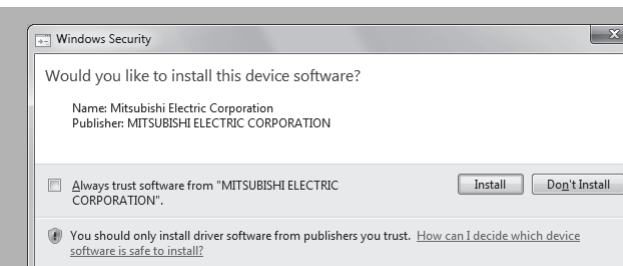 Windows Security
Would you like to install this device software?
Name: Mitsubishi Electric Corporation
Publisher: MITSUBISHI ELECTRIC CORPORATION
Always trust software from "MITSUBISHI ELECTRIC
CORPORATION".
Install
Don't Install
You should only install driver software from publishers you trust. How can I decide which device
software is safe to install?